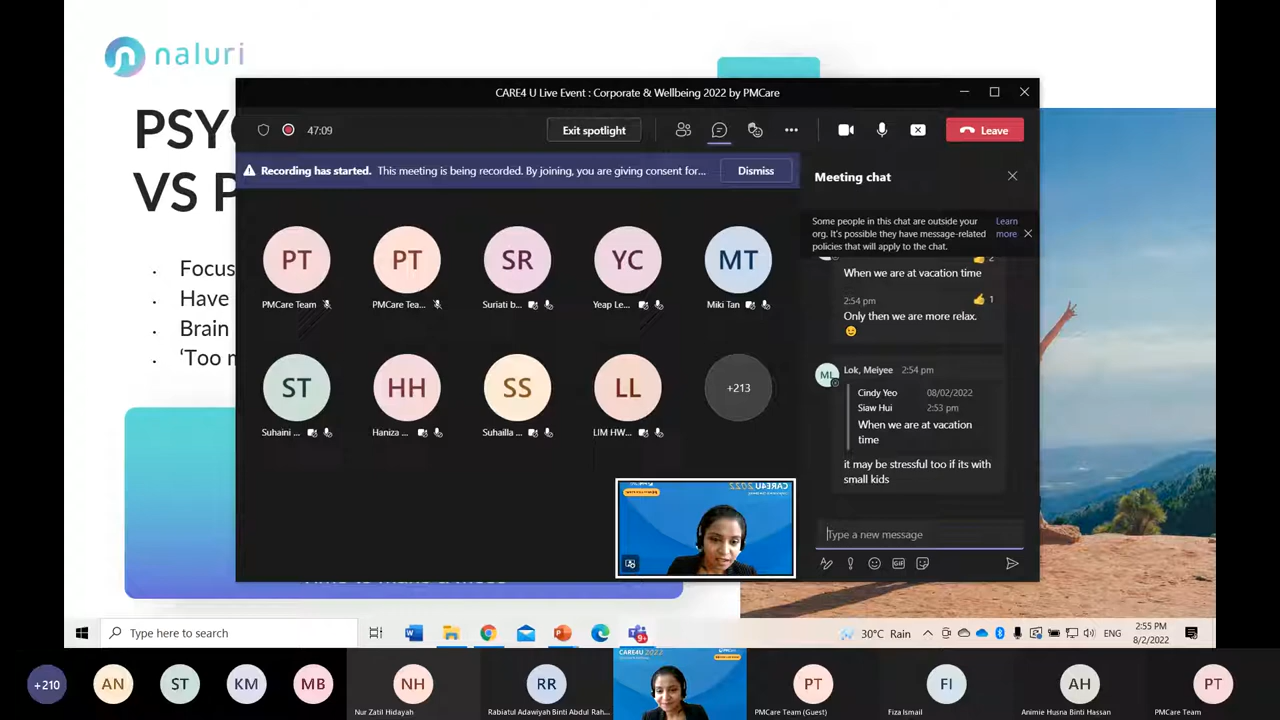 naluri
PSY
VS P
Focus
Have
Brain
'Too m
CARE4 U Live Event : Corporate & Wellbeing 2022 by PMCare
47:09
Exit spotlight
Leave
Recording has started. This meeting is being recorded. By joining, you are giving consent for...
Dismiss
PT
PT
SR
YC
MT
PMCare Team
PMCare Tea...
Suriati b...
Yeap Le...
Miki Tan
ST
HH
SS
LL
+213
Suhaini ...
Haniza ...
Suhailla ...
LIM HW...
CARE4U 2022
Meeting chat
Some people in this chat are outside your
org. It's possible they have message-related
policies that will apply to the chat.
Learn
more
2
When we are at vacation time
2:54 pm
1
Only then we are more relax.
ML
Lok, Meiyee 2:54 pm
Cindy Yeo 08/02/2022
Siaw Hui 2:53 pm
When we are at vacation
time
it may be stressful too if its with
small kids
Type a new message
GIF
Type here to search
9+
30°C Rain
ENG
2:55 PM
8/2/2022
+210
AN
ST
KM
MB
NH
Nur Zatil Hidayah
RR
Rabiatul Adawiyah Binti Abdul Rah...
CARE4U 2022
PT
PMCare Team (Guest)
FI
Fiza Ismail
AH
Animie Husna Binti Hassan
PT
PMCare Team